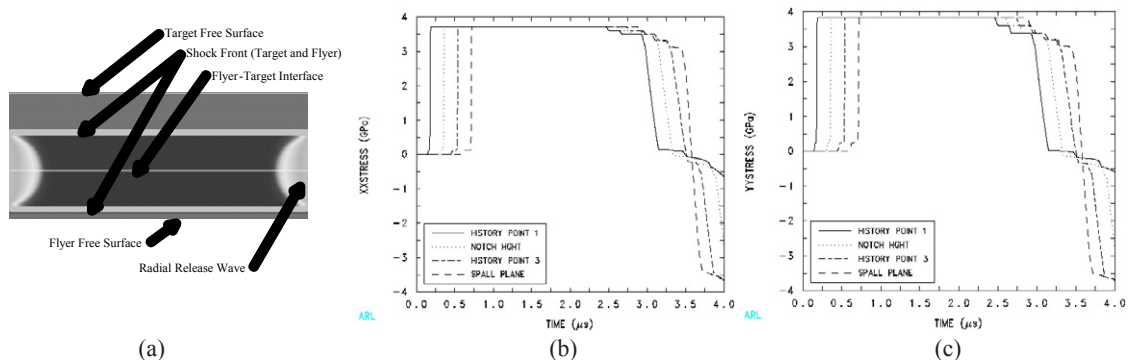 Target Free Surface
Shock Front (Target and Flyer)
Flyer-Target Interface
Flyer Free Surface
Radial Release Wave
(a)
4
3
2
1
0
−1
−2
−3
−4
XXSTRESS (GPa)
HISTORY POINT 1
NOTCH HGHT
HISTORY POINT 3
SPALL PLANE
0.0 0.5 1.0 1.5 2.0 2.5 3.0 3.5 4.0
ARL
TIME (μs)
(b)
4
3
2
1
0
−1
−2
−3
−4
YYSTRESS (GPa)
HISTORY POINT 1
NOTCH HGHT
HISTORY POINT 3
SPALL PLANE
0.0 0.5 1.0 1.5 2.0 2.5 3.0 3.5 4.0
ARL
TIME (μs)
(c)